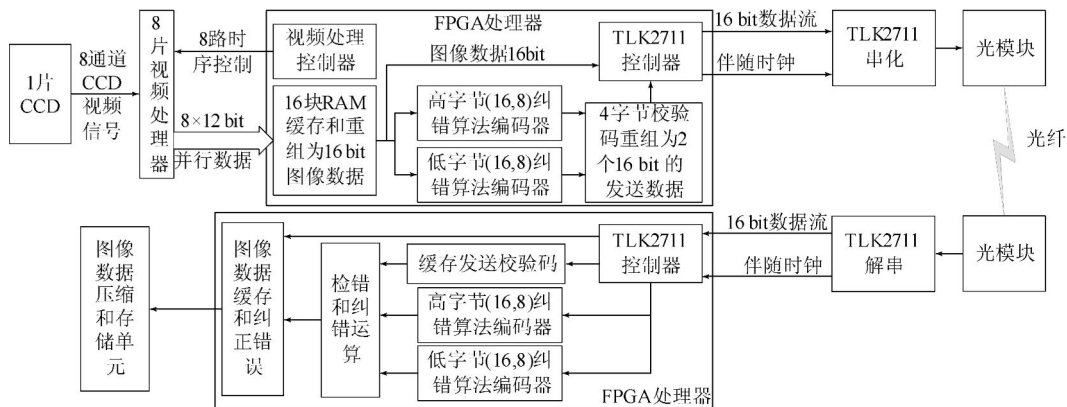 FPGA处理器
1片
CCD
8通道
CCD
视频
信号
8
片
视
频
处
理
器
8路时
序控制
视频处理
控制器
8×12 bit
并行数据
16块RAM
缓存和重
组为16 bit
图像数据
图像数据16bit
高字节(16,8)纠
错算法编码器
低字节(16,8)纠
错算法编码器
TLK2711
控制器
4字节校验
码重组为2
个16 bit 的
发送数据
16 bit数据流
伴随时钟
TLK2711
串化
光模块
光纤
图像
数据
压缩
和存
储单
元
图像
数据
缓存
和纠
正错
误
检错
和纠
错运
算
缓存发送校验码
高字节(16,8)纠
错算法编码器
低字节(16,8)纠
错算法编码器
TLK2711
控制器
16 bit数据流
伴随时钟
TLK2711
解串
光模块
FPGA处理器